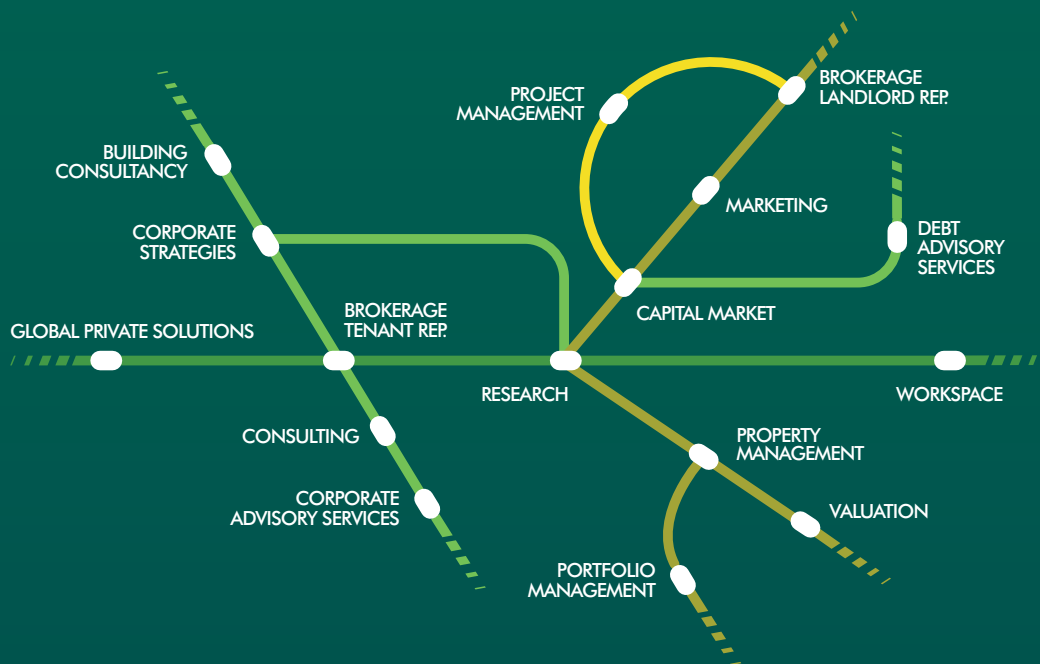 BROKERAGE
LANDLORD REP.
PROJECT
MANAGEMENT
BUILDING
CONSULTANCY
MARKETING
CORPORATE
STRATEGIES
DEBT
ADVISORY
SERVICES
CAPITAL MARKET
BROKERAGE
TENANT REP.
GLOBAL PRIVATE SOLUTIONS
RESEARCH
WORKSPACE
CONSULTING
PROPERTY
MANAGEMENT
CORPORATE
ADVISORY SERVICES
VALUATION
PORTFOLIO
MANAGEMENT